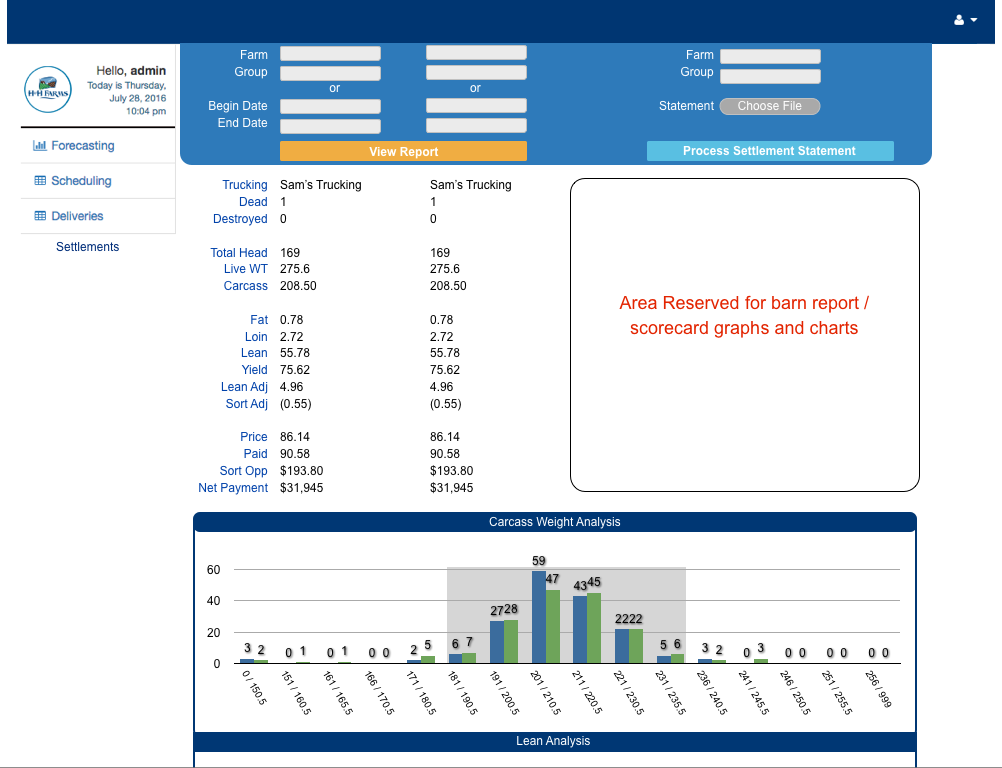 Hello, admin
Today is Thursday,
July 28, 2016
10:04 pm
H-H FARMS
Forecasting
Scheduling
Deliveries
Settlements
Farm
Group
or or
Begin Date
End Date
View Report
Farm
Group
Statement Choose File
Process Settlement Statement
Trucking Sam's Trucking Sam's Trucking
Dead 1 1
Destroyed 0 0
Total Head 169 169
Live WT 275.6 275.6
Carcass 208.50 208.50
Fat 0.78 0.78
Loin 2.72 2.72
Lean 55.78 55.78
Yield 75.62 75.62
Lean Adj 4.96 4.96
Sort Adj (0.55) (0.55)
Price 86.14 86.14
Paid 90.58 90.58
Sort Opp $193.80 $193.80
Net Payment $31,945 $31,945
Area Reserved for barn report /
scorecard graphs and charts
Carcass Weight Analysis
60
40
20
0
3 2 0 1 0 1 0 0 2 5 6 7 27 28 59 47 43 45 22 22 5 6 3 2 0 3 0 0 0 0 0 0
0 / 150.5 151 / 160.5 161 / 165.5 166 / 170.5 171 / 180.5 181 / 190.5 191 / 200.5 201 / 210.5 211 / 220.5 221 / 230.5 231 / 235.5 236 / 240.5 241 / 245.5 246 / 250.5 251 / 255.5 256 / 999
Lean Analysis